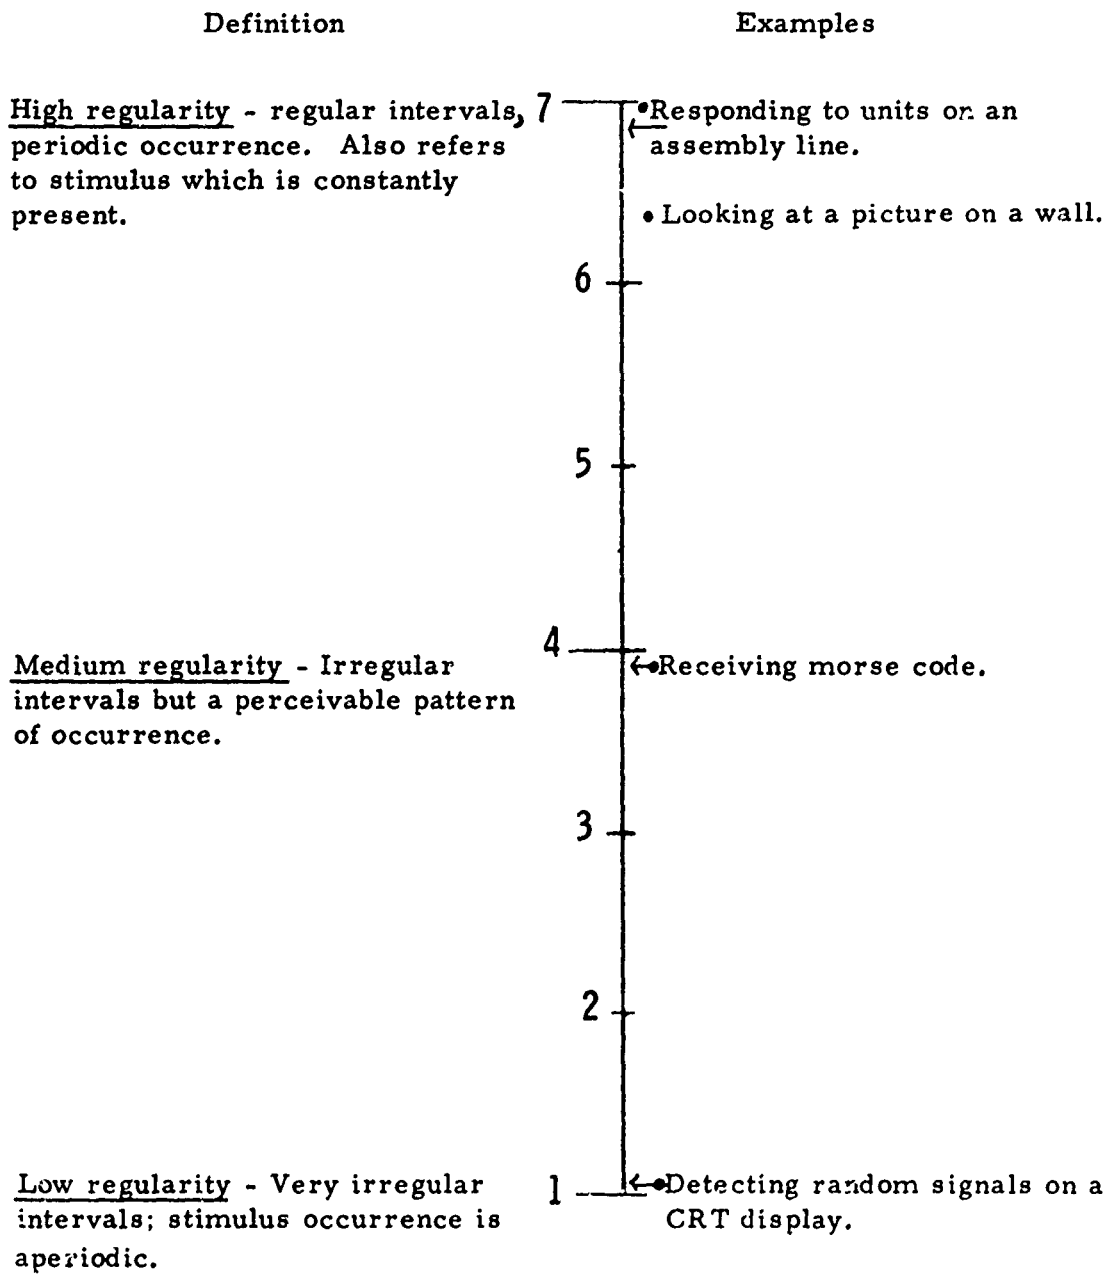 Definition
Examples
High regularity - regular intervals,
periodic occurrence. Also refers
to stimulus which is constantly
present.
7
•Responding to units on an
assembly line.
• Looking at a picture on a wall.
6
5
4
Medium regularity - Irregular
intervals but a perceivable pattern
of occurrence.
•Receiving morse code.
3
2
1
Low regularity - Very irregular
intervals; stimulus occurrence is
aperiodic.
•Detecting random signals on a
CRT display.